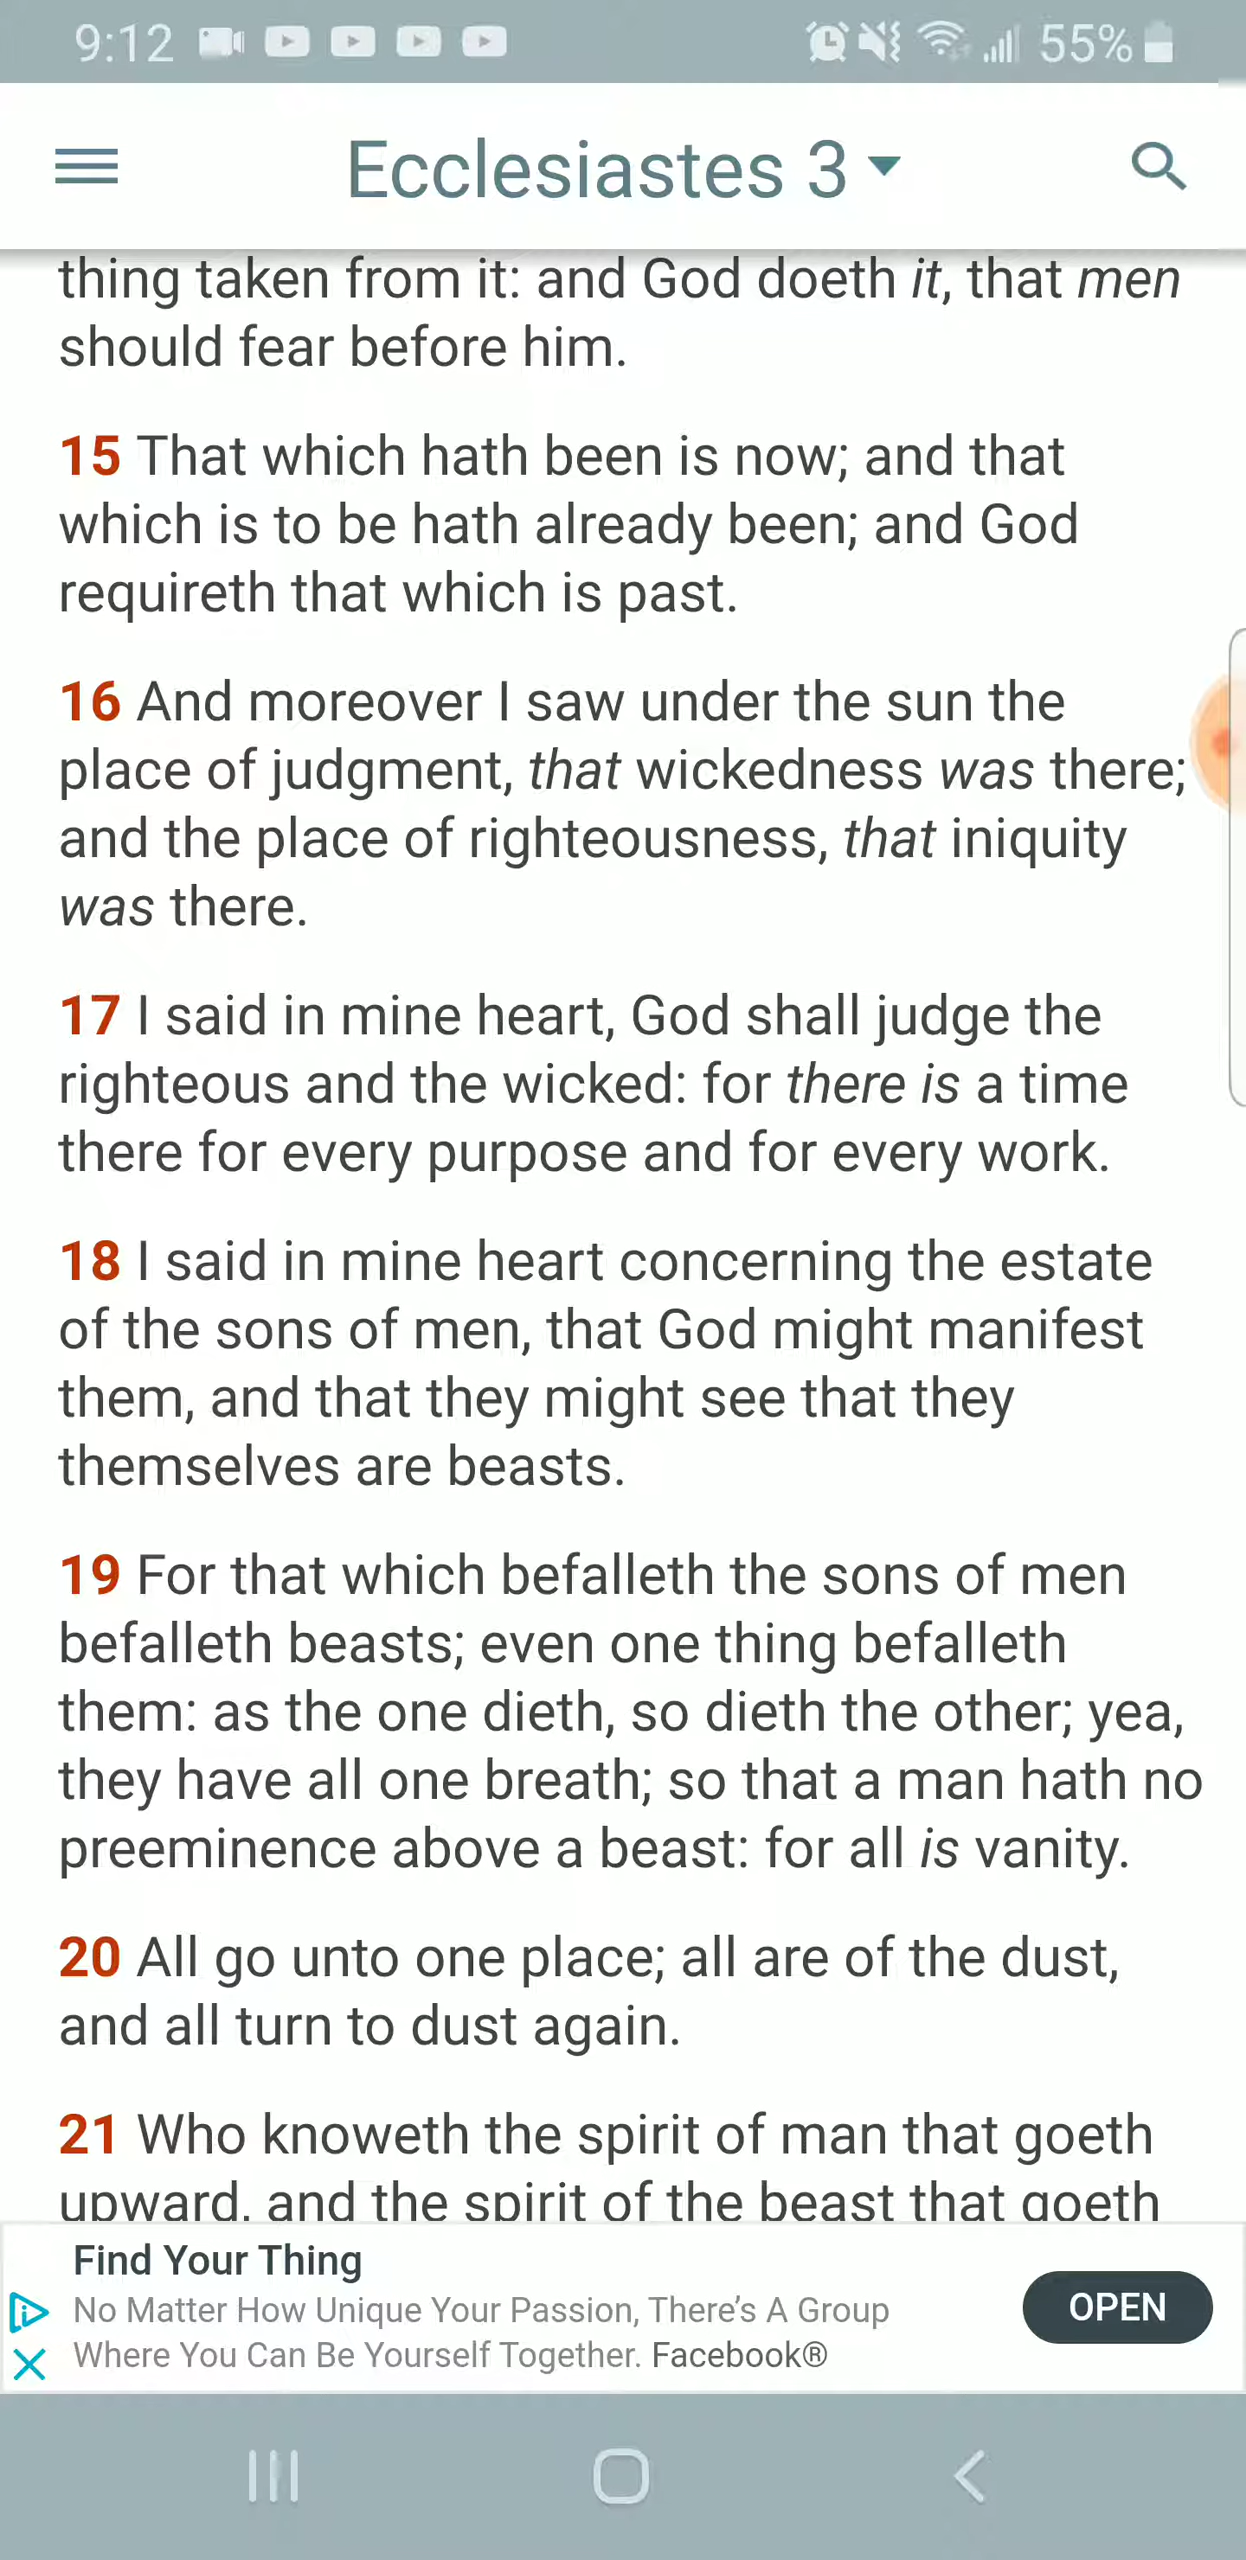 9:12
55%
Ecclesiastes 3
thing taken from it: and God doeth it, that men
should fear before him.
15 That which hath been is now; and that
which is to be hath already been; and God
requireth that which is past.
16 And moreover I saw under the sun the
place of judgment, that wickedness was there;
and the place of righteousness, that iniquity
was there.
17 I said in mine heart, God shall judge the
righteous and the wicked: for there is a time
there for every purpose and for every work.
18 I said in mine heart concerning the estate
of the sons of men, that God might manifest
them, and that they might see that they
themselves are beasts.
19 For that which befalleth the sons of men
befalleth beasts; even one thing befalleth
them: as the one dieth, so dieth the other; yea,
they have all one breath; so that a man hath no
preeminence above a beast: for all is vanity.
20 All go unto one place; all are of the dust,
and all turn to dust again.
21 Who knoweth the spirit of man that goeth
upward, and the spirit of the beast that goeth
Find Your Thing
No Matter How Unique Your Passion, There's A Group
Where You Can Be Yourself Together. Facebook®
OPEN